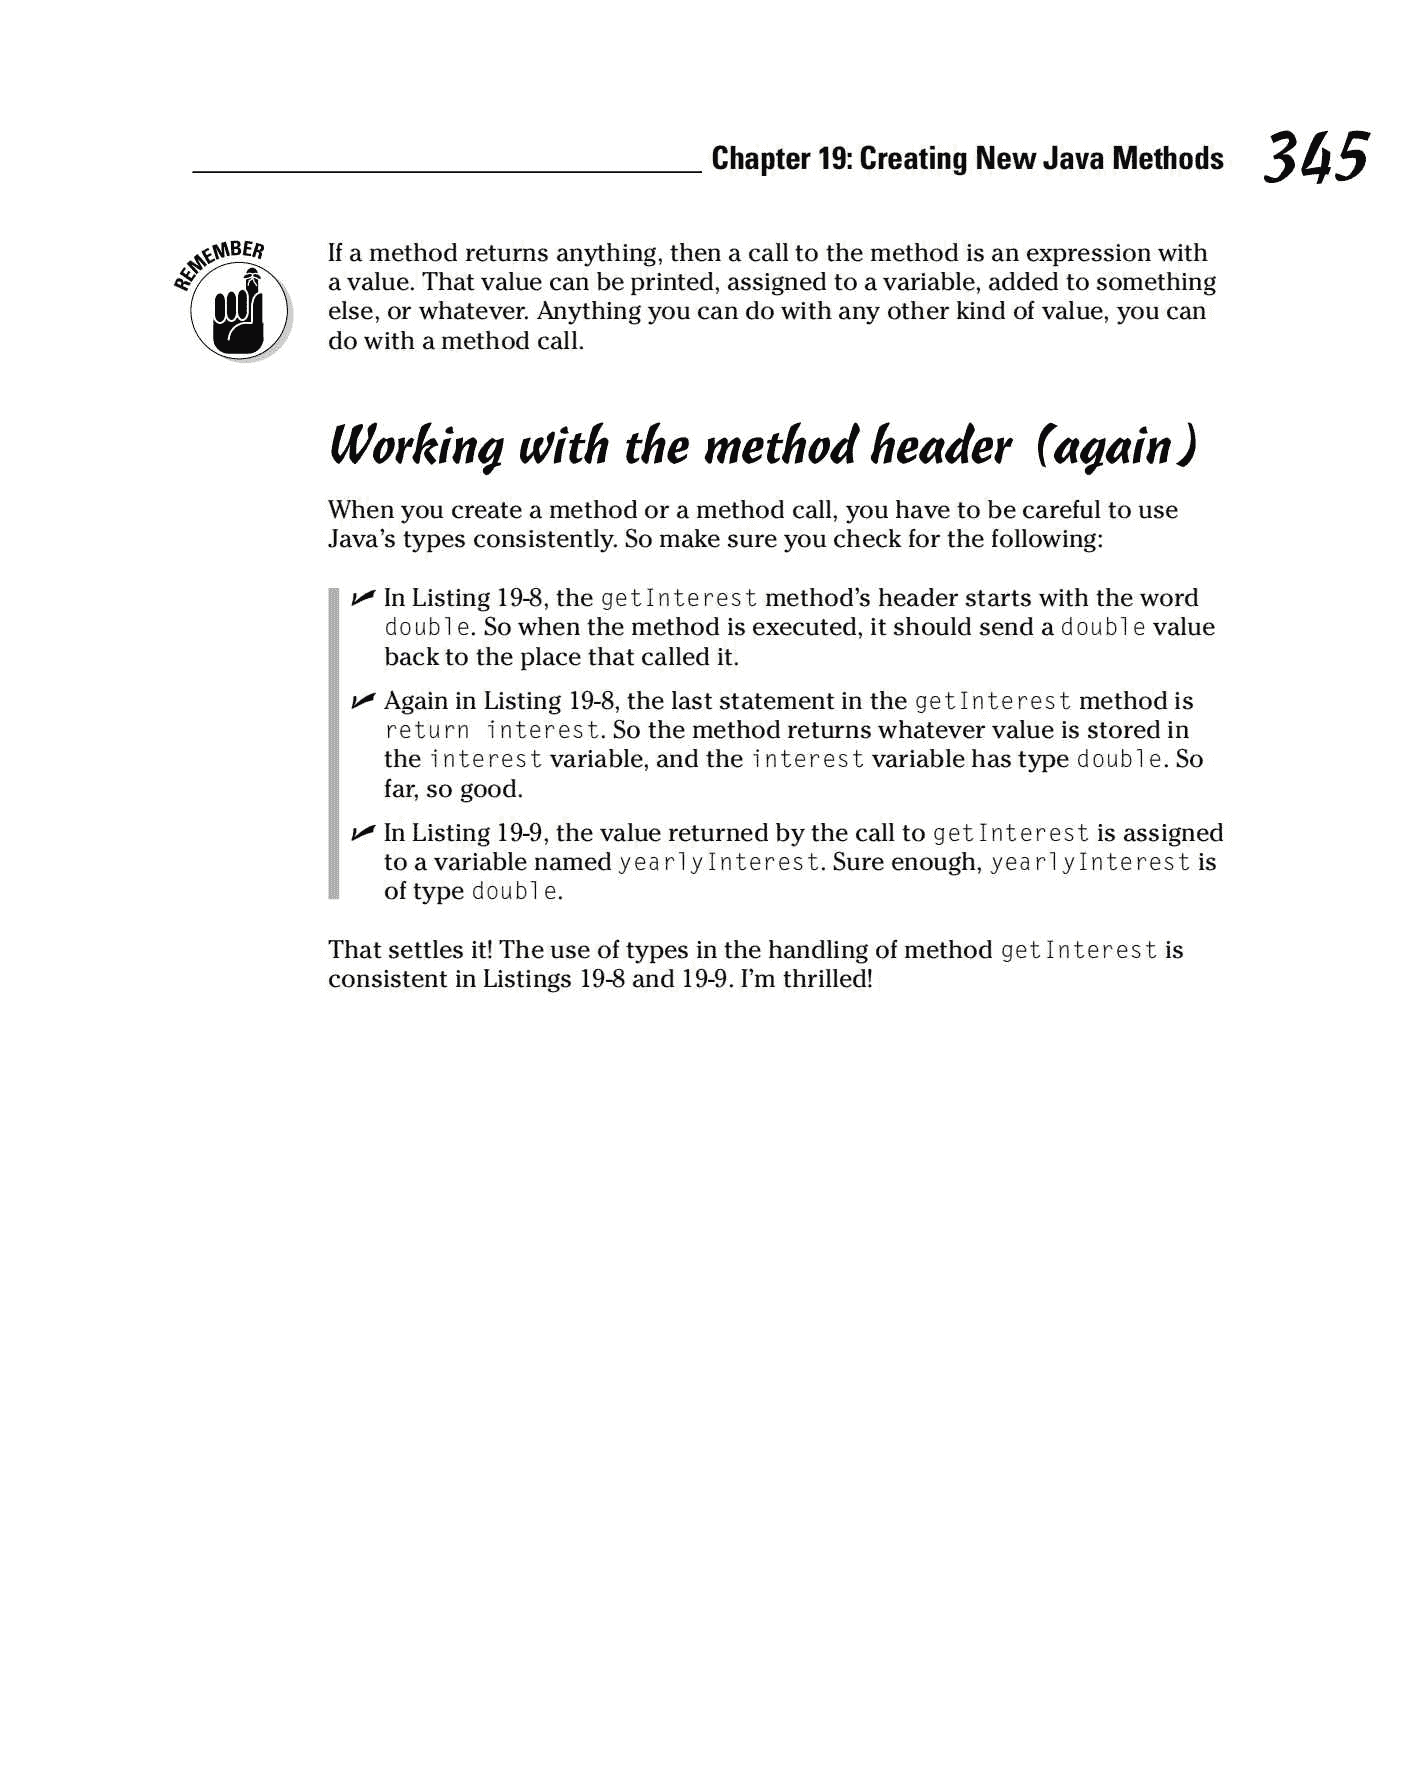 Chapter 19: Creating New Java Methods 345
REMEMBER
If a method returns anything, then a call to the method is an expression with
a value. That value can be printed, assigned to a variable, added to something
else, or whatever. Anything you can do with any other kind of value, you can
do with a method call.
Working with the method header (again)
When you create a method or a method call, you have to be careful to use
Java’s types consistently. So make sure you check for the following:
✓ In Listing 19-8, the getInterest method’s header starts with the word
double. So when the method is executed, it should send a double value
back to the place that called it.
✓ Again in Listing 19-8, the last statement in the getInterest method is
return interest. So the method returns whatever value is stored in
the interest variable, and the interest variable has type double. So
far, so good.
✓ In Listing 19-9, the value returned by the call to getInterest is assigned
to a variable named yearlyInterest. Sure enough, yearlyInterest is
of type double.
That settles it! The use of types in the handling of method getInterest is
consistent in Listings 19-8 and 19-9. I’m thrilled!